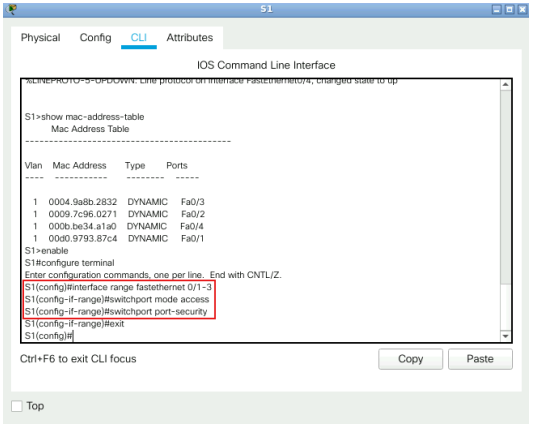 S1
Physical Config CLI Attributes
IOS Command Line Interface
%LINEPROTO-5-UPDOWN: Line protocol on Interface FastEthernet0/4, changed state to up
S1>show mac-address-table
Mac Address Table
-------------------------------------------
Vlan Mac Address Type Ports
---- ----------- -------- -----
1 0004.9a8b.2832 DYNAMIC Fa0/3
1 0009.7c96.0271 DYNAMIC Fa0/2
1 000b.be34.a1a0 DYNAMIC Fa0/4
1 00d0.9793.87c4 DYNAMIC Fa0/1
S1>enable
S1#configure terminal
Enter configuration commands, one per line. End with CNTL/Z.
S1(config)#interface range fastethernet 0/1-3
S1(config-if-range)#switchport mode access
S1(config-if-range)#switchport port-security
S1(config-if-range)#exit
S1(config)#
Ctrl+F6 to exit CLI focus
Copy Paste
Top